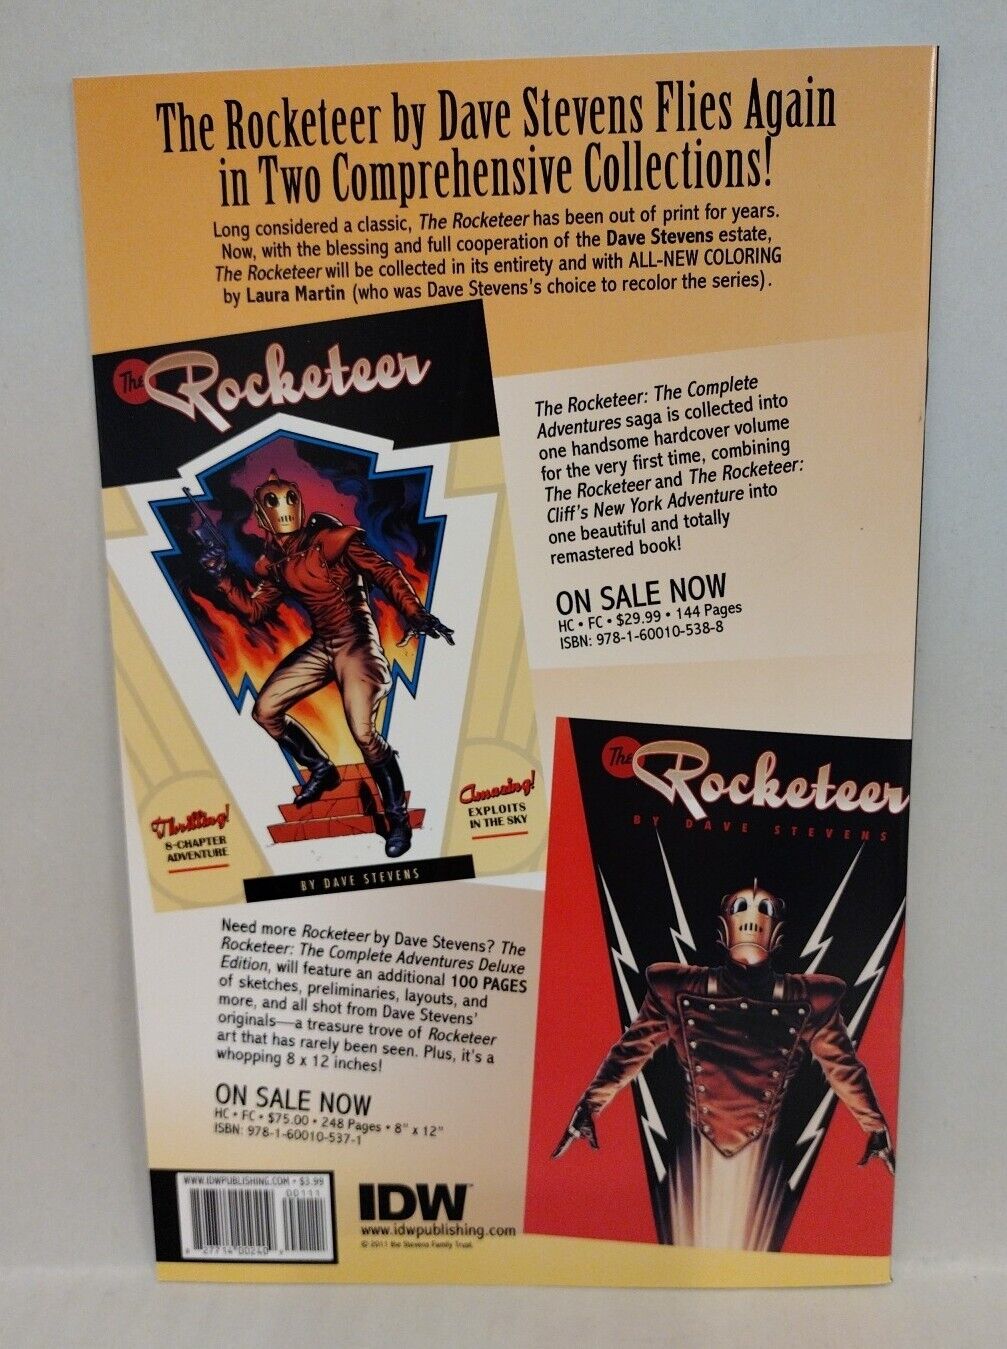 The Rocketeer by Dave Stevens Flies Again
in Two Comprehensive Collections!
Long considered a classic, The Rocketeer has been out of print for years.
Now, with the blessing and full cooperation of the Dave Stevens estate,
The Rocketeer will be collected in its entirety and with ALL-NEW COLORING
by Laura Martin (who was Dave Stevens's choice to recolor the series).
The Rocketeer
Thrilling!
8-CHAPTER
ADVENTURE
Amazing!
EXPLOITS
IN THE SKY
BY DAVE STEVENS
The Rocketeer: The Complete
Adventures saga is collected into
one handsome hardcover volume
for the very first time, combining
The Rocketeer and The Rocketeer:
Cliff's New York Adventure into
one beautiful and totally
remastered book!
ON SALE NOW
HC • FC • $29.99 • 144 Pages
ISBN: 978-1-60010-538-8
The Rocketeer
BY DAVE STEVENS
Need more Rocketeer by Dave Stevens? The
Rocketeer: The Complete Adventures Deluxe
Edition, will feature an additional 100 PAGES
of sketches, preliminaries, layouts, and
more, and all shot from Dave Stevens'
originals—a treasure trove of Rocketeer
art that has rarely been seen. Plus, it's a
whopping 8 x 12 inches!
ON SALE NOW
HC • FC • $75.00 • 248 Pages • 8" x 12"
ISBN: 978-1-60010-537-1
WWW.IDWPUBLISHING.COM • $3.99
00111
27714 00240
IDW
www.idwpublishing.com
© 2011 the Stevens Family Trust.